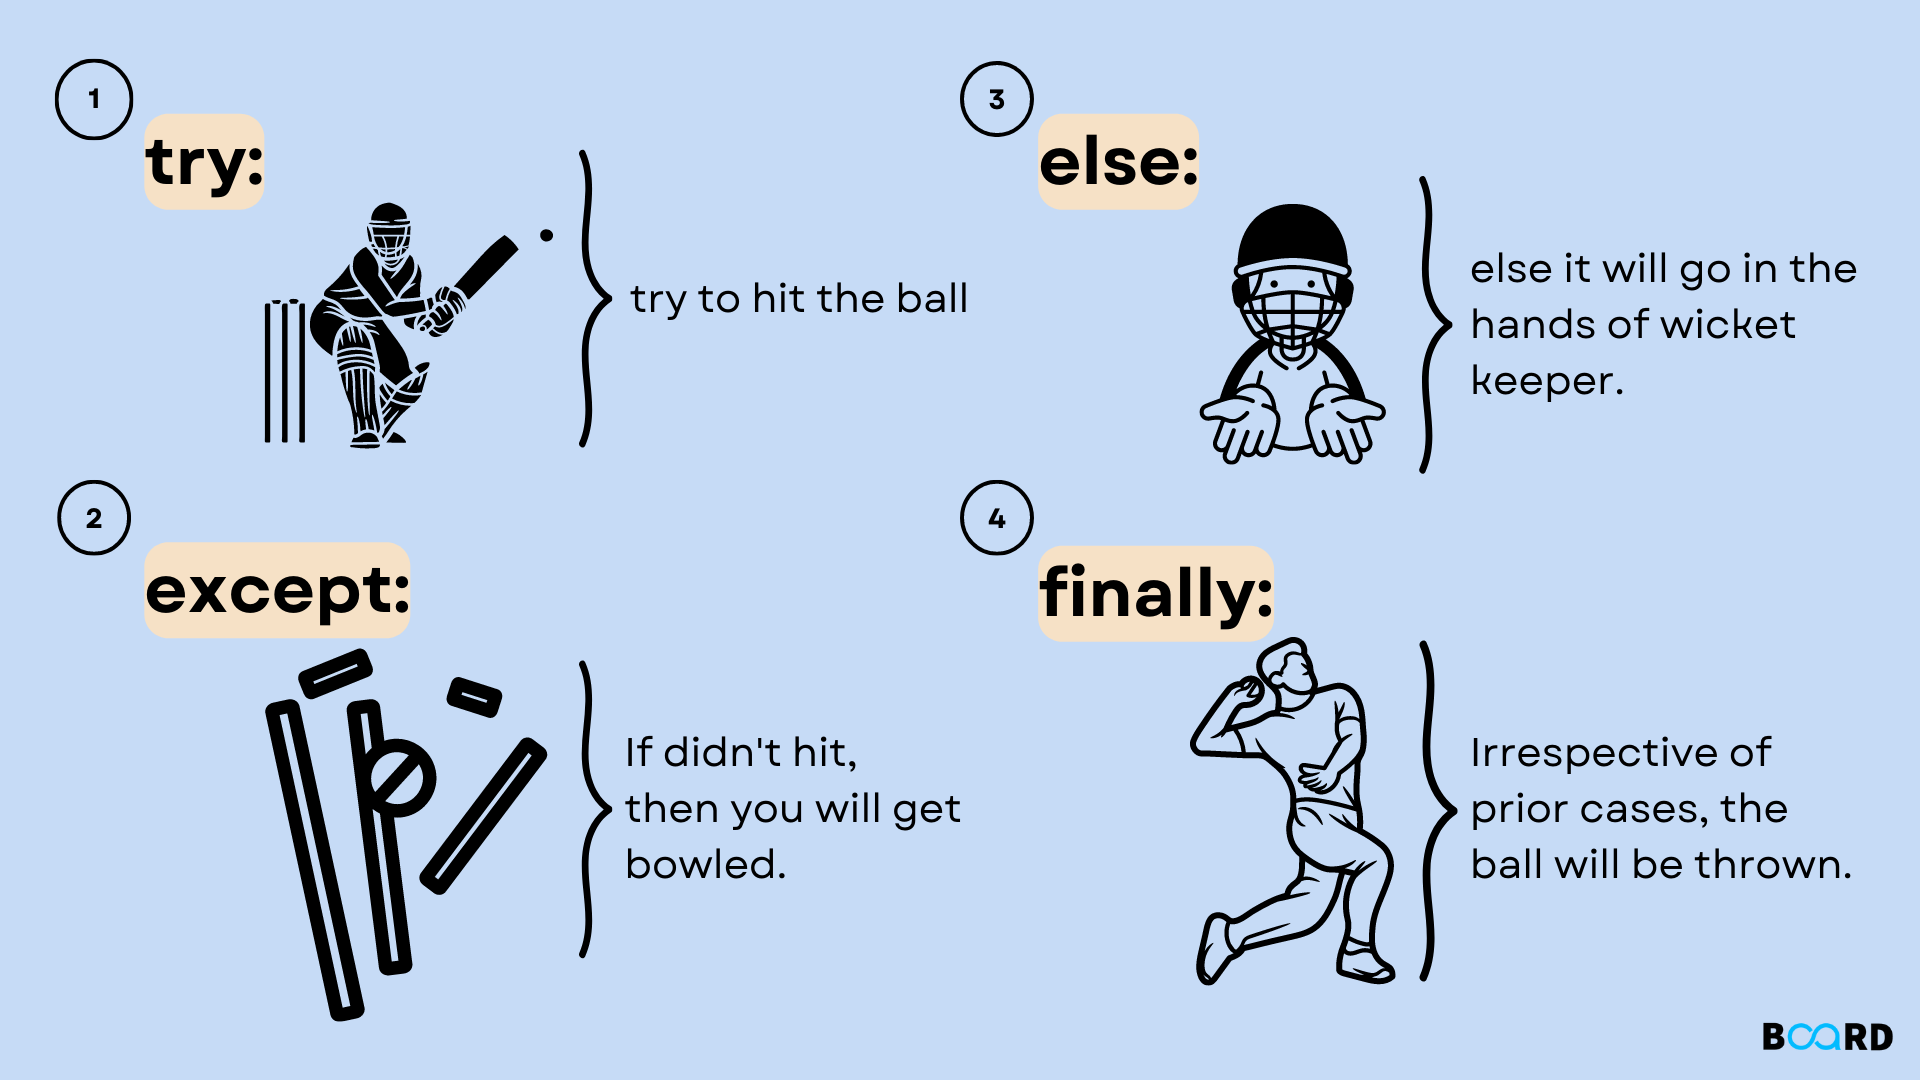 1
try:
try to hit the ball
2
except:
If didn't hit,
then you will get
bowled.
3
else:
else it will go in the
hands of wicket
keeper.
4
finally:
Irrespective of
prior cases, the
ball will be thrown.
BOARD